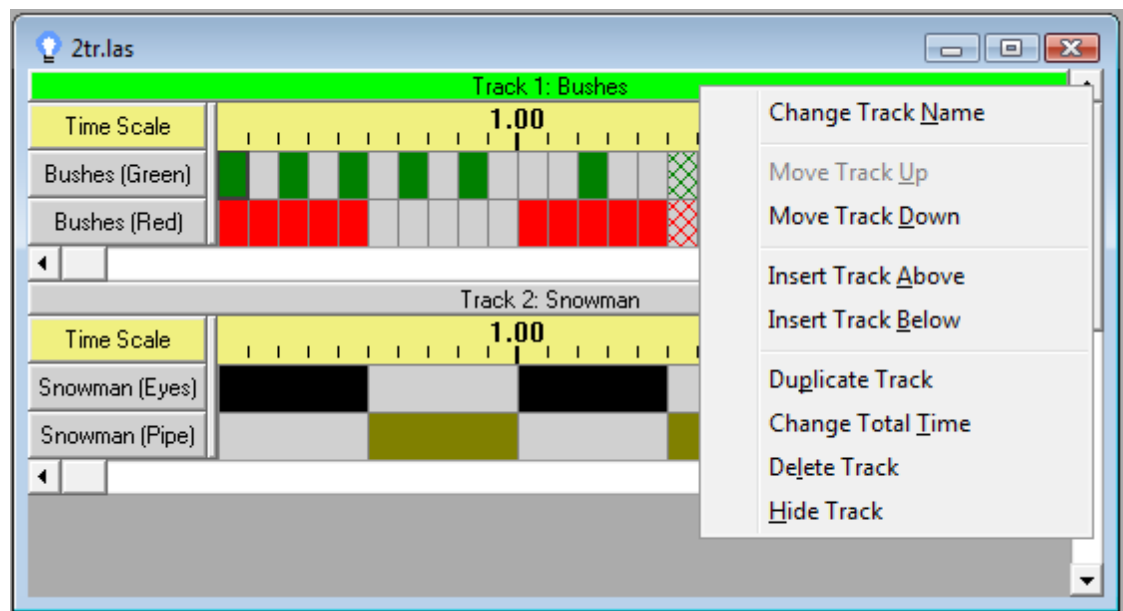 2tr.las
Track 1: Bushes
Time Scale
1.00
Bushes (Green)
Bushes (Red)
Track 2: Snowman
Time Scale
1.00
Snowman (Eyes)
Snowman (Pipe)
Change Track Name
Move Track Up
Move Track Down
Insert Track Above
Insert Track Below
Duplicate Track
Change Total Time
Delete Track
Hide Track